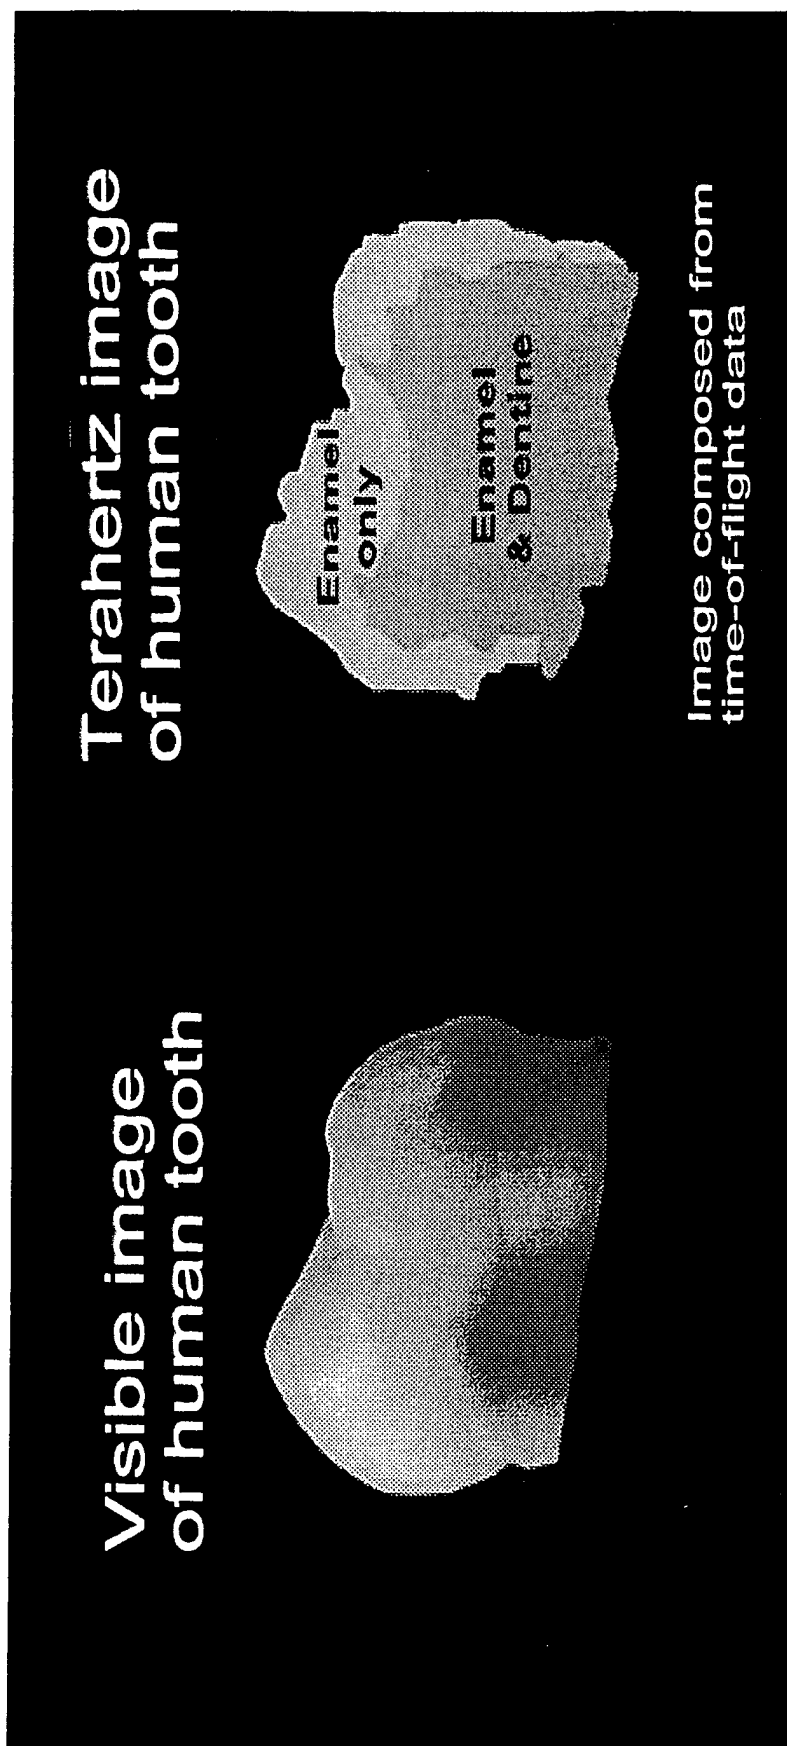 Visible image
of human tooth
Terahertz image
of human tooth
Enamel
only
Enamel
& Dentine
Image composed from
time-of-flight data